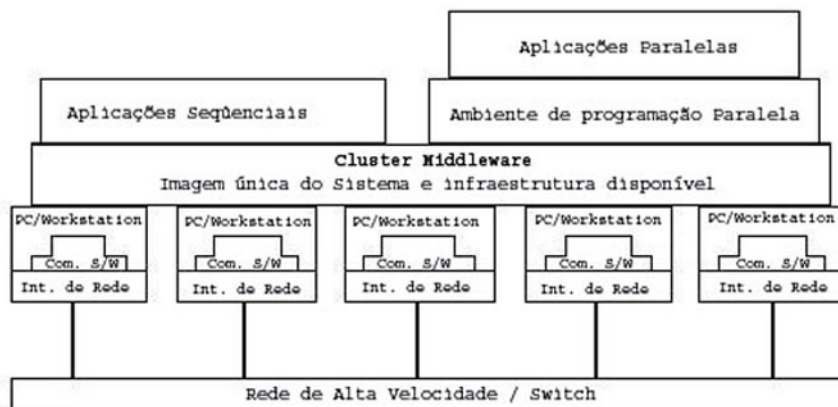 Aplicações Paralelas
Aplicações Seqüenciais
Ambiente de programação Paralela
Cluster Middleware
Imagem única do Sistema e infraestrutura disponível
PC/Workstation PC/Workstation PC/Workstation PC/Workstation PC/Workstation
Com. S/W Com. S/W Com. S/W Com. S/W Com. S/W
Int. de Rede Int. de Rede Int. de Rede Int. de Rede Int. de Rede
Rede de Alta Velocidade / Switch